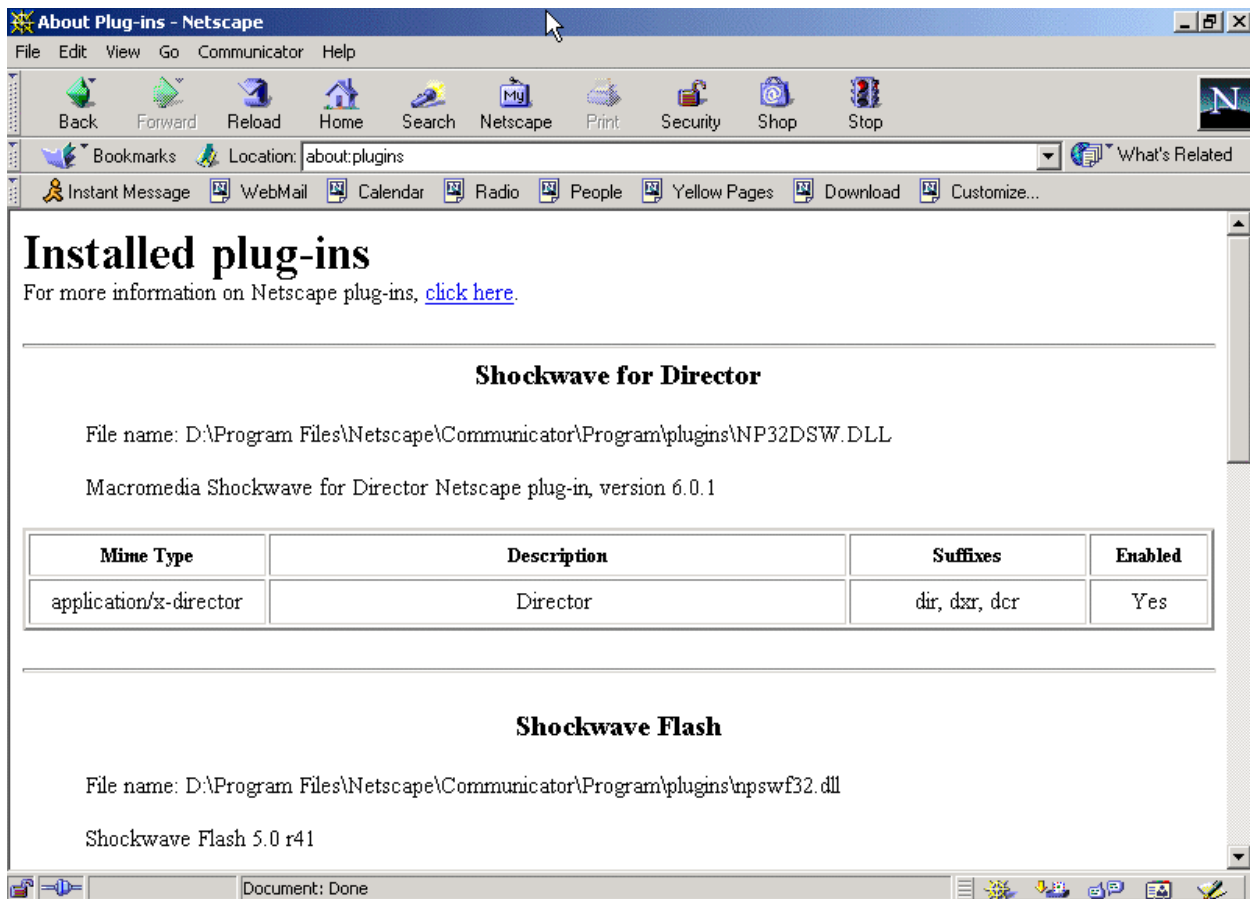 About Plug-ins - Netscape
File Edit View Go Communicator Help
Back Forward Reload Home Search My Netscape Print Security Shop Stop N
Bookmarks Location: about:plugins What's Related
Instant Message WebMail Calendar Radio People Yellow Pages Download Customize...
Installed plug-ins
For more information on Netscape plug-ins, click here.
Shockwave for Director
File name: D:\Program Files\Netscape\Communicator\Program\plugins\NP32DSW.DLL
Macromedia Shockwave for Director Netscape plug-in, version 6.0.1
Mime Type Description Suffixes Enabled
application/x-director Director dir, dxr, dcr Yes
Shockwave Flash
File name: D:\Program Files\Netscape\Communicator\Program\plugins\npswf32.dll
Shockwave Flash 5.0 r41
Document: Done